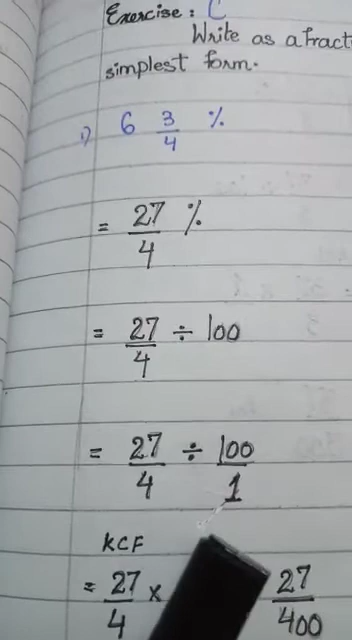 Exercise: C
Write as a fract
simplest form.
1) 6 3/4 %
= 27/4 %
= 27/4 ÷ 100
= 27/4 ÷ 100/1
KCF
= 27/4 × 27/400